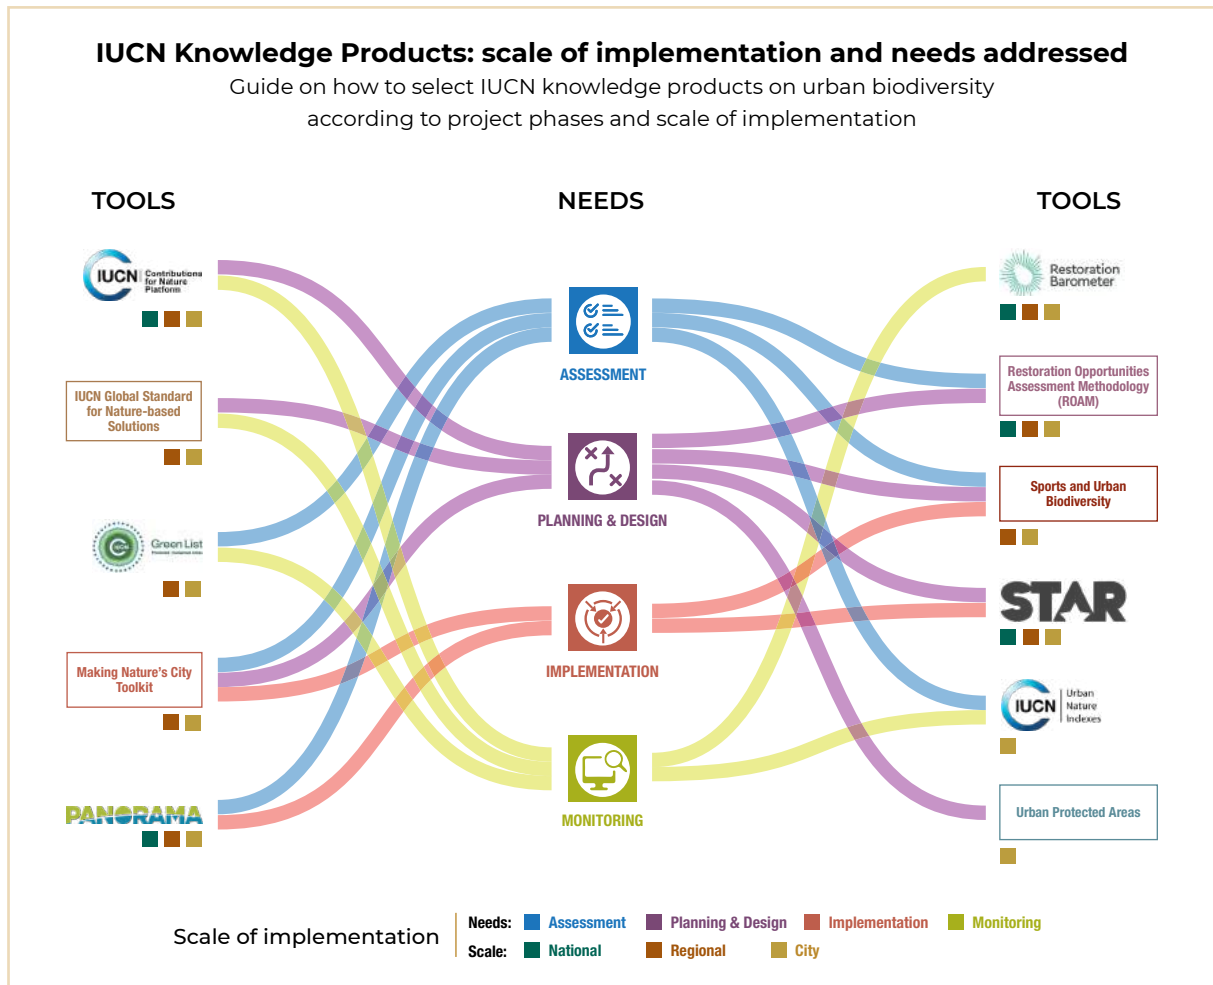 IUCN Knowledge Products: scale of implementation and needs addressed
Guide on how to select IUCN knowledge products on urban biodiversity
according to project phases and scale of implementation
TOOLS
NEEDS
TOOLS
IUCN
Contributions
for Nature
Platform
IUCN Global Standard
for Nature-based
Solutions
IUCN
Green List
Making Nature's City
Toolkit
PANORAMA
ASSESSMENT
PLANNING & DESIGN
IMPLEMENTATION
MONITORING
Restoration
Barometer
Restoration Opportunities
Assessment Methodology
(ROAM)
Sports and Urban
Biodiversity
STAR
IUCN
Urban
Nature
Indexes
Urban Protected Areas
Scale of implementation
Needs: Assessment Planning & Design Implementation Monitoring
Scale: National Regional City